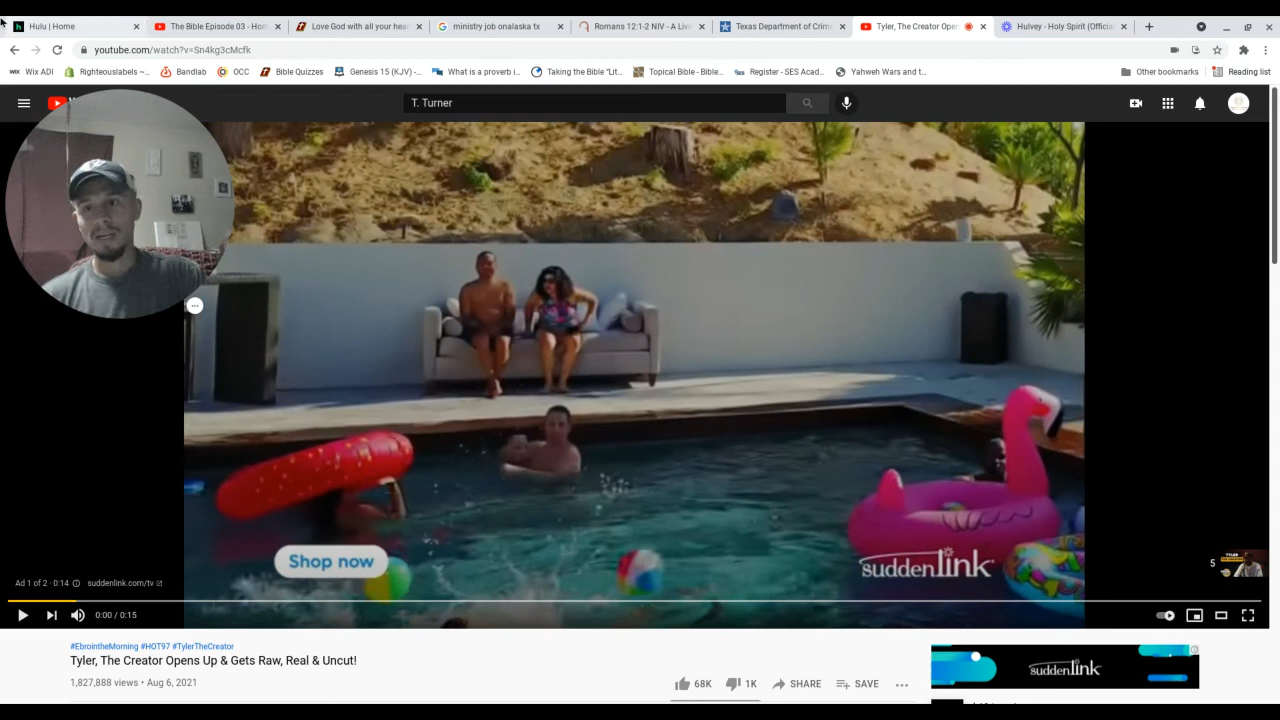 Hulu | Home
The Bible Episode 03 - Hom
Love God with all your hea
ministry job onalaska tx
Romans 12:1-2 NIV - A Livi
Texas Department of Crim
Tyler, The Creator Oper
Hulvey - Holy Spirit (Official
youtube.com/watch?v=Sn4kg3cMcfk
Wix ADI
Righteouslabels ~...
Bandlab
OCC
Bible Quizzes
Genesis 15 (KJV) -...
What is a proverb i...
Taking the Bible "Lit...
Topical Bible - Bible...
Register - SES Acad...
Yahweh Wars and t...
Other bookmarks
Reading list
T. Turner
Shop now
suddenlink
Ad 1 of 2 · 0:14
suddenlink.com/tv
5
0:00 / 0:15
#EbrointheMorning #HOT97 #TylerTheCreator
Tyler, The Creator Opens Up & Gets Raw, Real & Uncut!
1,827,888 views • Aug 6, 2021
68K
1K
SHARE
SAVE
suddenlink